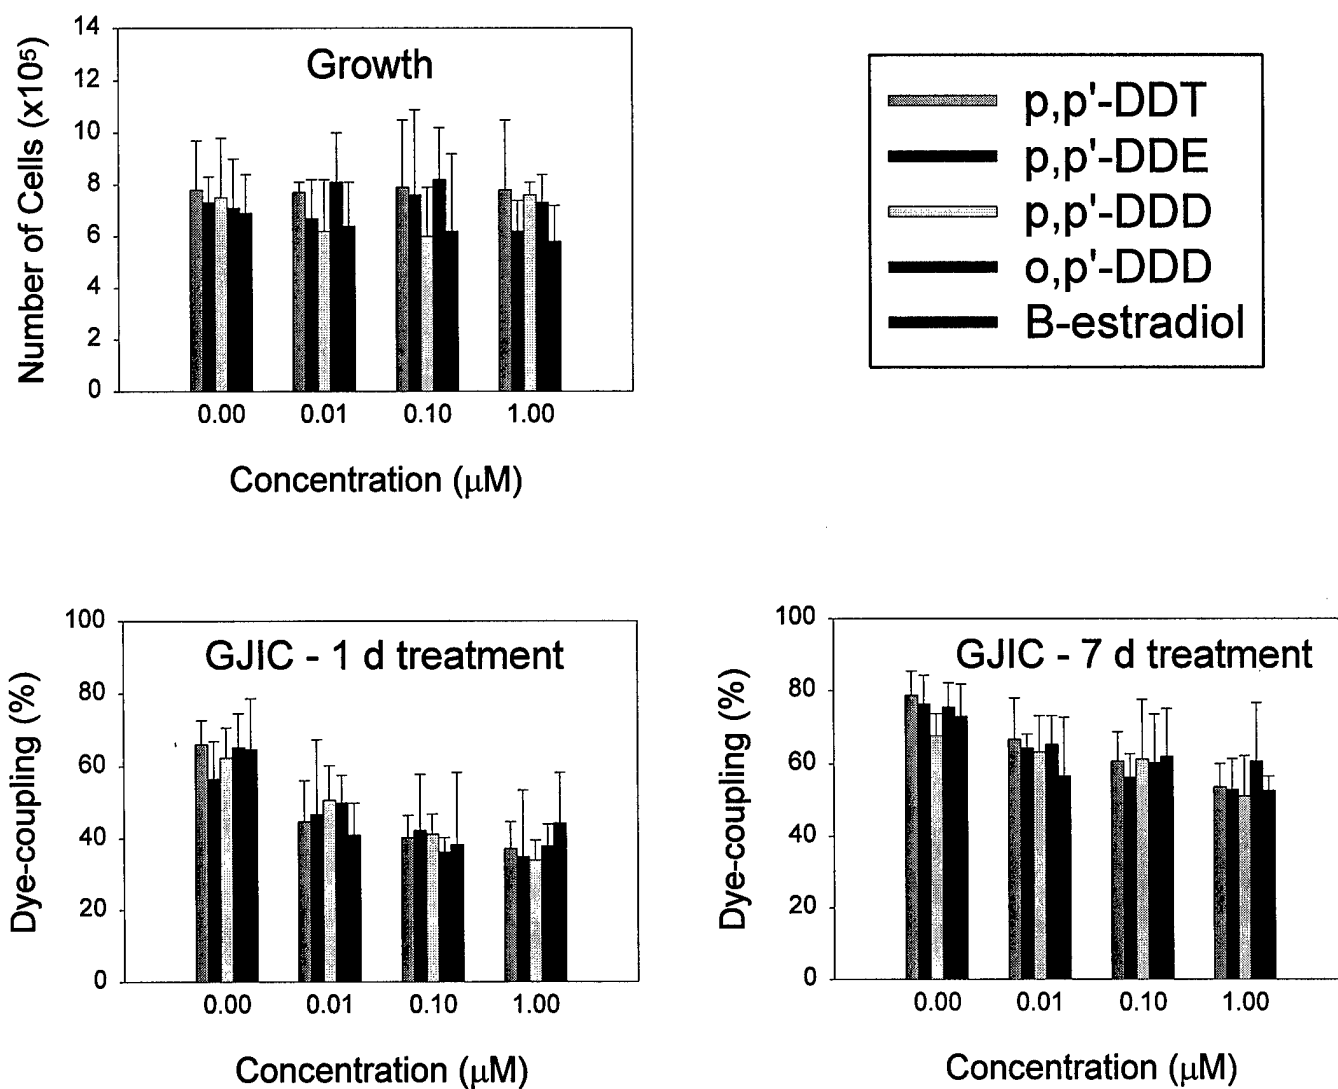 Growth
Number of Cells (x10⁵)
14
12
10
8
6
4
2
0
0.00 0.01 0.10 1.00
Concentration (μM)
p,p'-DDT
p,p'-DDE
p,p'-DDD
o,p'-DDD
B-estradiol
GJIC - 1 d treatment
Dye-coupling (%)
100
80
60
40
20
0
0.00 0.01 0.10 1.00
Concentration (μM)
GJIC - 7 d treatment
Dye-coupling (%)
100
80
60
40
20
0
0.00 0.01 0.10 1.00
Concentration (μM)